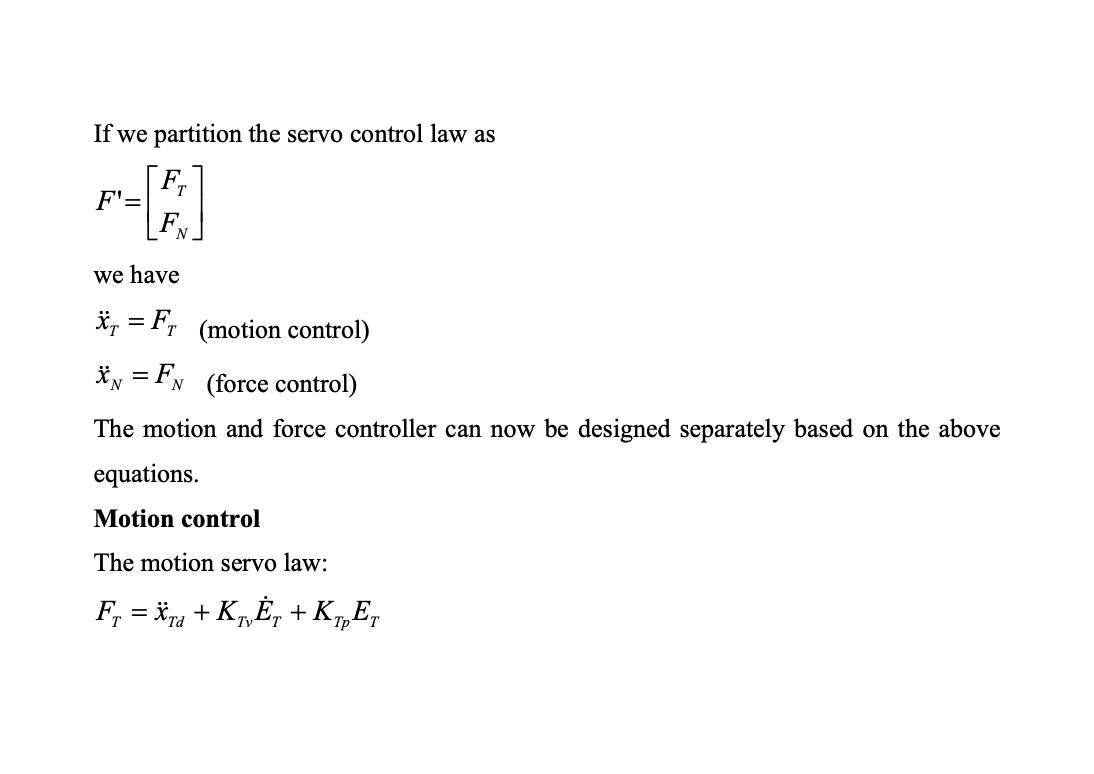 If we partition the servo control law as
F'= [ F_T
F_N ]
we have
ẍ_T = F_T (motion control)
ẍ_N = F_N (force control)
The motion and force controller can now be designed separately based on the above
equations.
Motion control
The motion servo law:
F_T = ẍ_Td + K_Tv Ė_T + K_Tp E_T